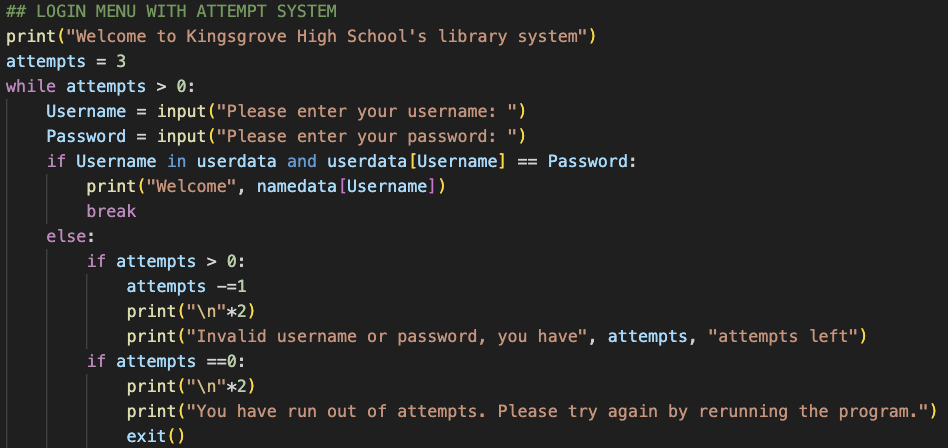 ## LOGIN MENU WITH ATTEMPT SYSTEM
print("Welcome to Kingsgrove High School's library system")
attempts = 3
while attempts > 0:
    Username = input("Please enter your username: ")
    Password = input("Please enter your password: ")
    if Username in userdata and userdata[Username] == Password:
        print("Welcome", namedata[Username])
        break
    else:
        if attempts > 0:
            attempts -=1
            print("\n"*2)
            print("Invalid username or password, you have", attempts, "attempts left")
        if attempts ==0:
            print("\n"*2)
            print("You have run out of attempts. Please try again by rerunning the program.")
            exit()